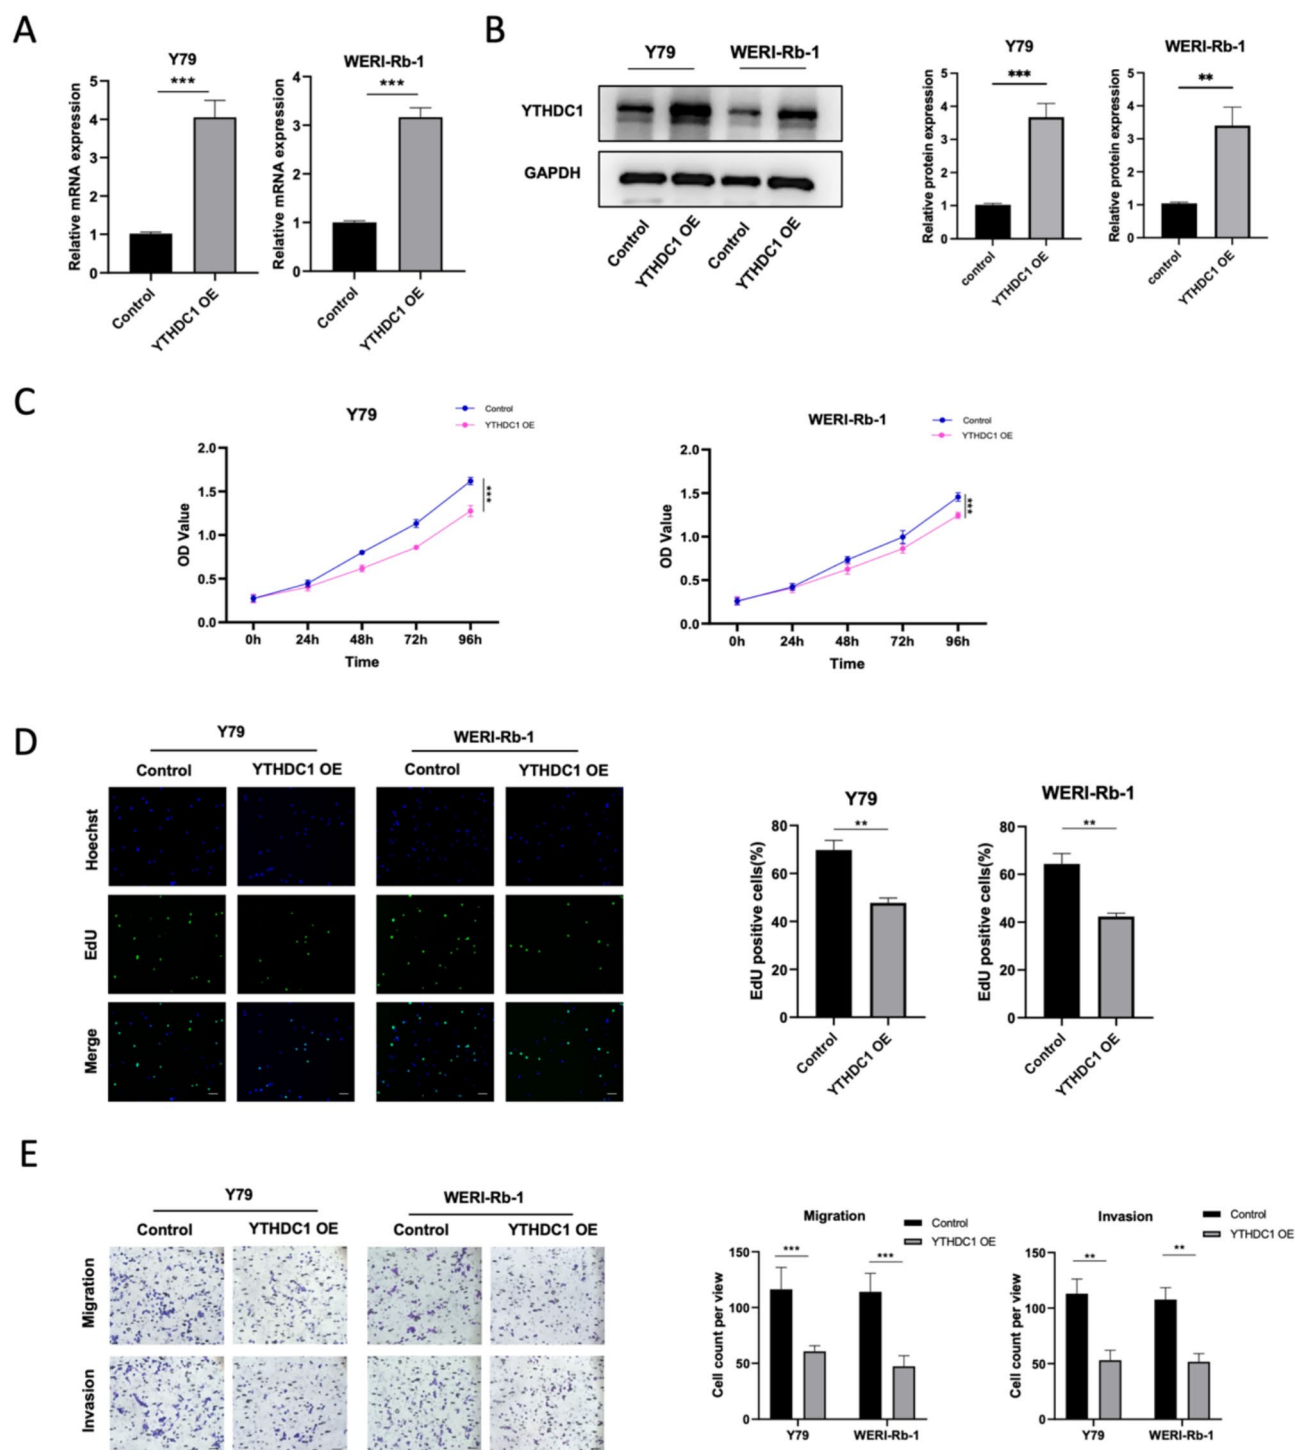 A
Y79
***
Relative mRNA expression
5
4
3
2
1
0
Control
YTHDC1 OE
WERI-Rb-1
***
Relative mRNA expression
4
3
2
1
0
Control
YTHDC1 OE
B
Y79
WERI-Rb-1
YTHDC1
GAPDH
Control
YTHDC1 OE
Control
YTHDC1 OE
Y79
***
Relative protein expression
5
4
3
2
1
0
control
YTHDC1 OE
WERI-Rb-1
**
Relative protein expression
5
4
3
2
1
0
control
YTHDC1 OE
C
Y79
Control
YTHDC1 OE
OD Value
2.0
1.5
1.0
0.5
0.0
***
0h 24h 48h 72h 96h
Time
WERI-Rb-1
Control
YTHDC1 OE
OD Value
2.0
1.5
1.0
0.5
0.0
***
0h 24h 48h 72h 96h
Time
D
Y79
WERI-Rb-1
Control
YTHDC1 OE
Control
YTHDC1 OE
Hoechst
EdU
Merge
Y79
**
EdU positive cells(%)
80
60
40
20
0
Control
YTHDC1 OE
WERI-Rb-1
**
EdU positive cells(%)
80
60
40
20
0
Control
YTHDC1 OE
E
Y79
WERI-Rb-1
Control
YTHDC1 OE
Control
YTHDC1 OE
Migration
Invasion
Migration
Control
YTHDC1 OE
Cell count per view
150
100
50
0
***
***
Y79
WERI-Rb-1
Invasion
Control
YTHDC1 OE
Cell count per view
150
100
50
0
**
**
Y79
WERI-Rb-1